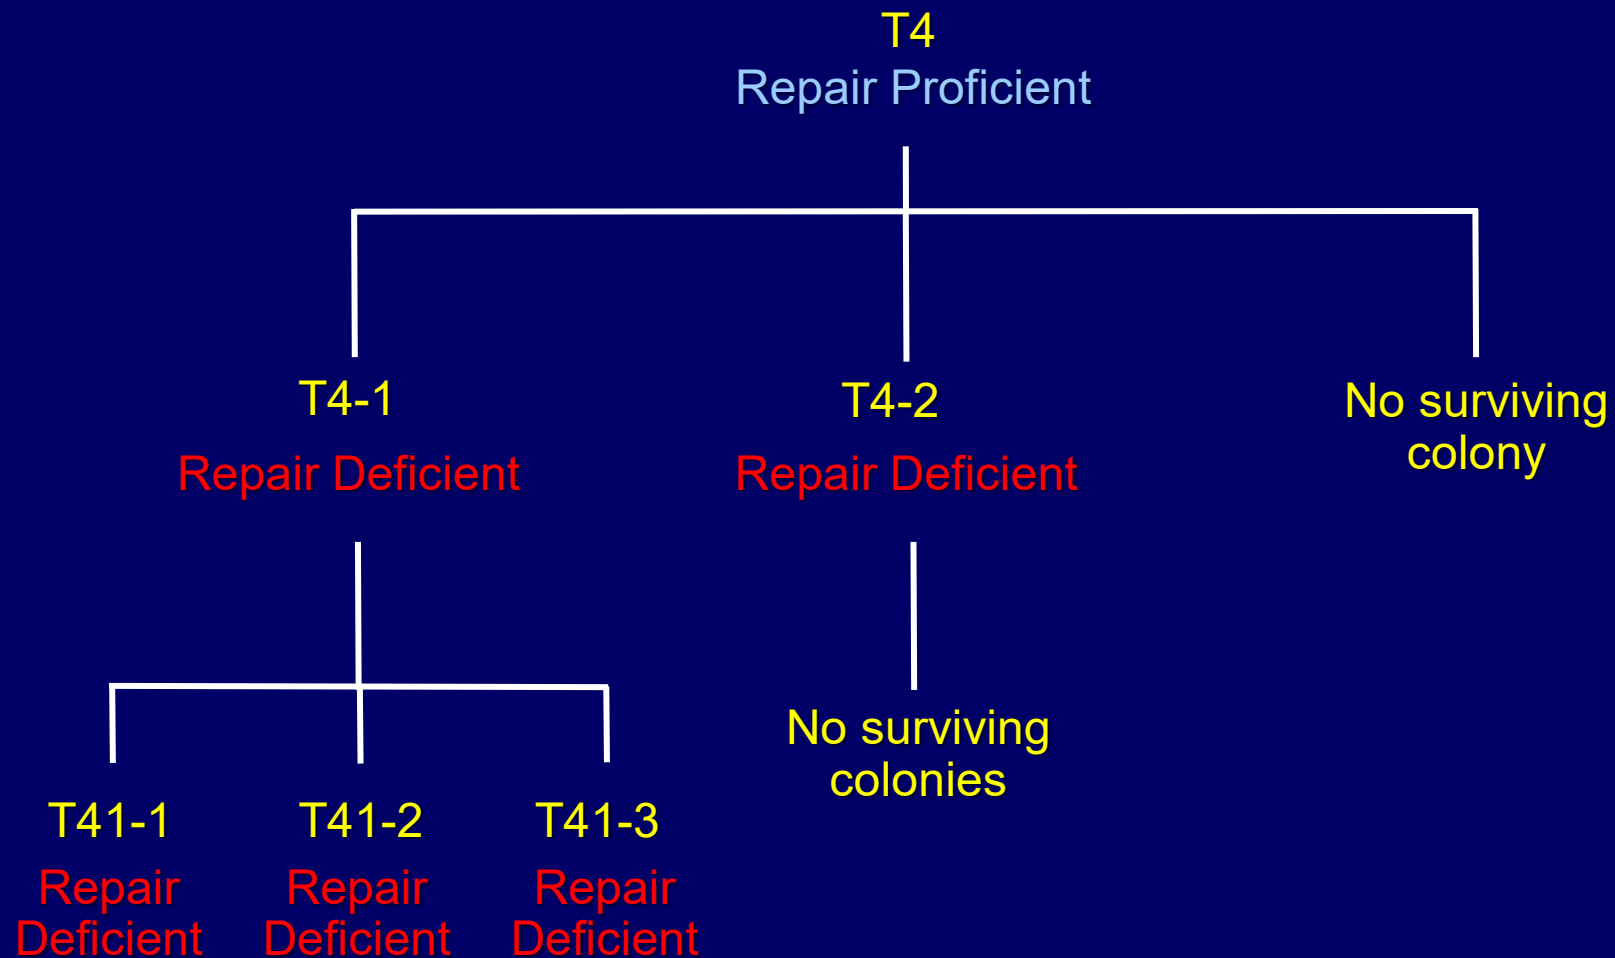 T4
Repair Proficient
T4-1
Repair Deficient
T4-2
Repair Deficient
No surviving
colony
No surviving
colonies
T41-1
Repair
Deficient
T41-2
Repair
Deficient
T41-3
Repair
Deficient